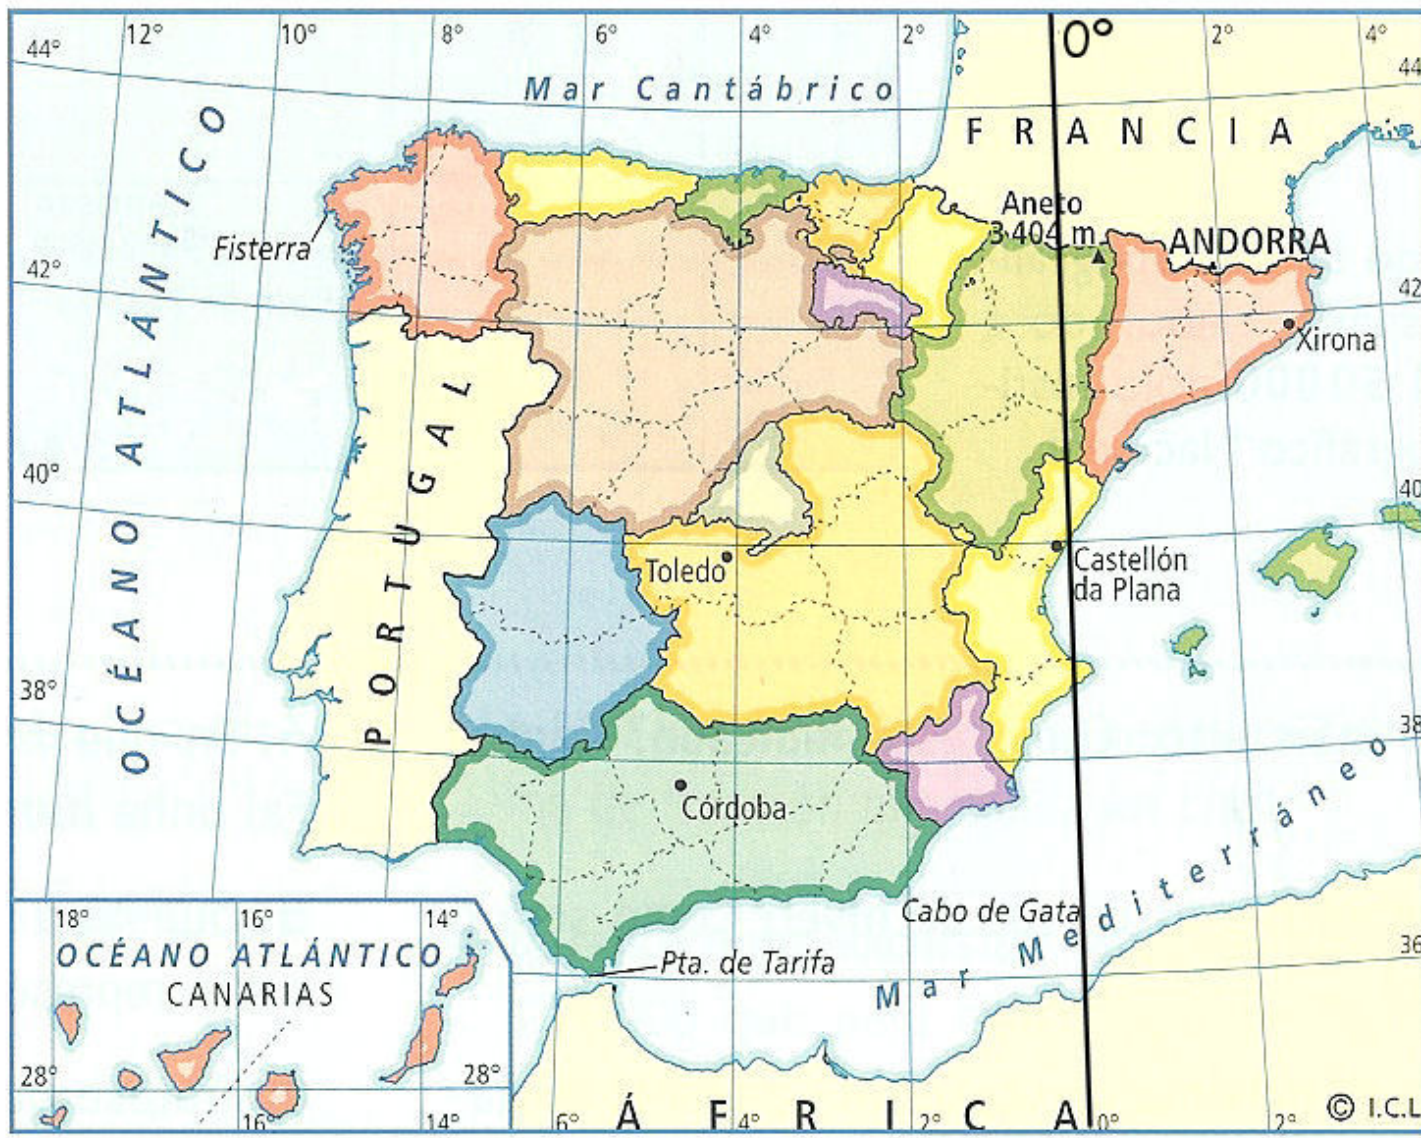 12° 10° 8° 6° 4° 2° 0° 2° 4°
44° 44
Mar Cantábrico
FRANCIA
OCÉANO ATLÁNTICO
Fisterra
Aneto
3 404 m
ANDORRA
42° 42
Xirona
PORTUGAL
40° 40
Toledo
Castellón
da Plana
38° 38
Córdoba
Mar Mediterráneo
Cabo de Gata
Pta. de Tarifa
36
18° 16° 14°
OCÉANO ATLÁNTICO
CANARIAS
28° 28°
16° 14° 6° 4° 2° 0° 2°
ÁFRICA
© I.C.L